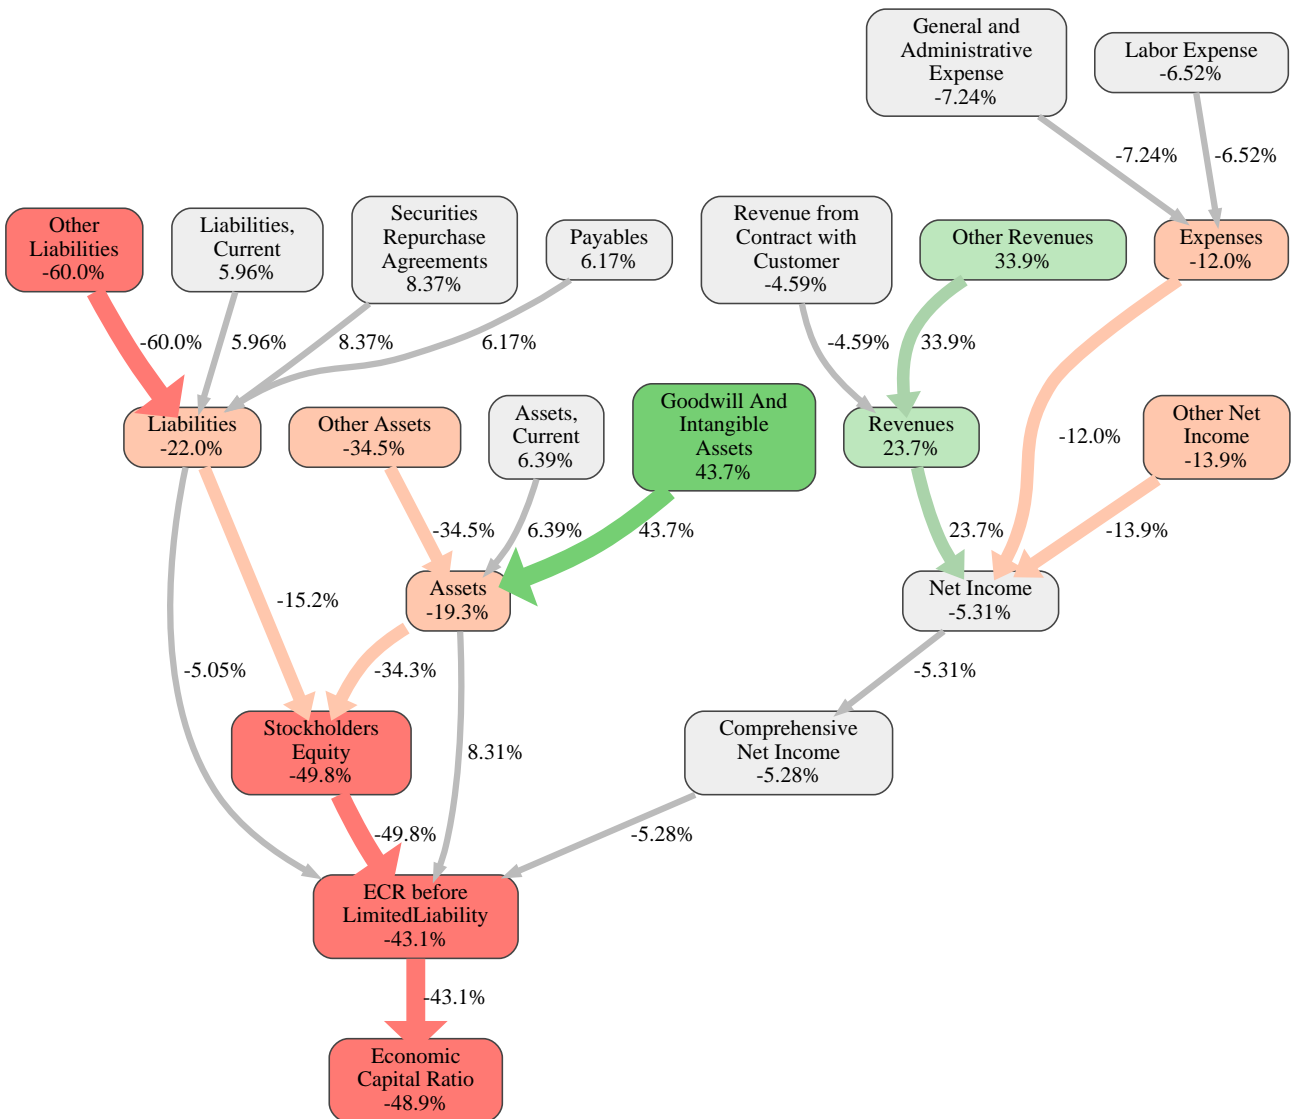 General and
Administrative
Expense
-7.24%
Labor Expense
-6.52%
-7.24%
-6.52%
Other
Liabilities
-60.0%
Liabilities,
Current
5.96%
Securities
Repurchase
Agreements
8.37%
Payables
6.17%
Revenue from
Contract with
Customer
-4.59%
Other Revenues
33.9%
Expenses
-12.0%
-60.0%
5.96%
8.37%
6.17%
-4.59%
33.9%
-12.0%
Liabilities
-22.0%
Other Assets
-34.5%
Assets,
Current
6.39%
Goodwill And
Intangible
Assets
43.7%
Revenues
23.7%
Other Net
Income
-13.9%
-34.5%
6.39%
43.7%
23.7%
-13.9%
Assets
-19.3%
Net Income
-5.31%
-15.2%
-5.05%
-34.3%
-5.31%
Stockholders
Equity
-49.8%
8.31%
Comprehensive
Net Income
-5.28%
-49.8%
-5.28%
ECR before
LimitedLiability
-43.1%
-43.1%
Economic
Capital Ratio
-48.9%